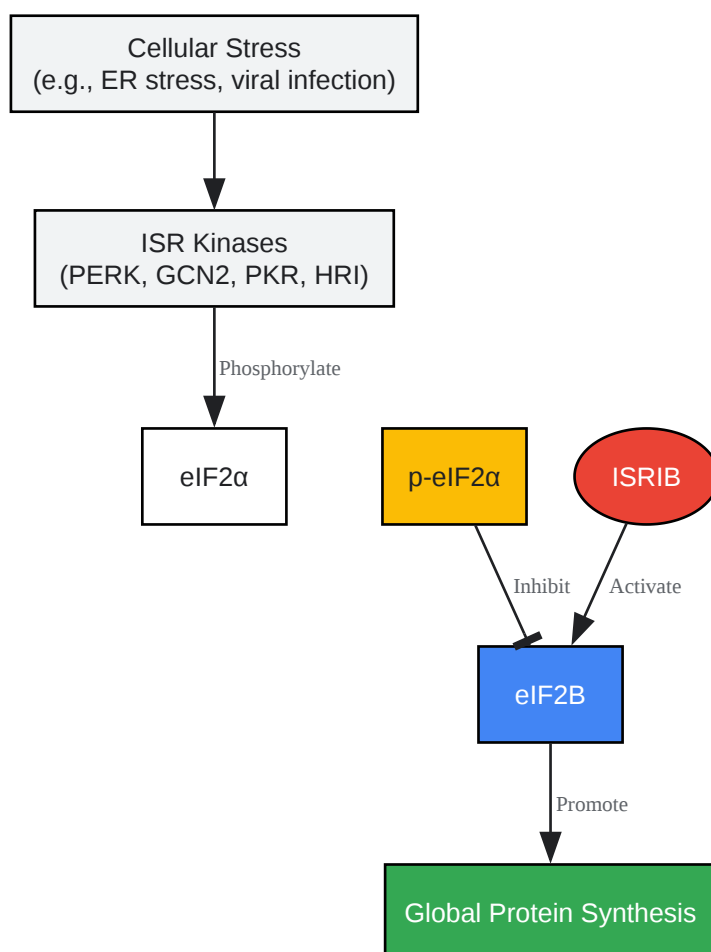 Cellular Stress
(e.g., ER stress, viral infection)
ISR Kinases
(PERK, GCN2, PKR, HRI)
Phosphorylate
eIF2α
p-eIF2α
ISRIB
Inhibit
Activate
eIF2B
Promote
Global Protein Synthesis